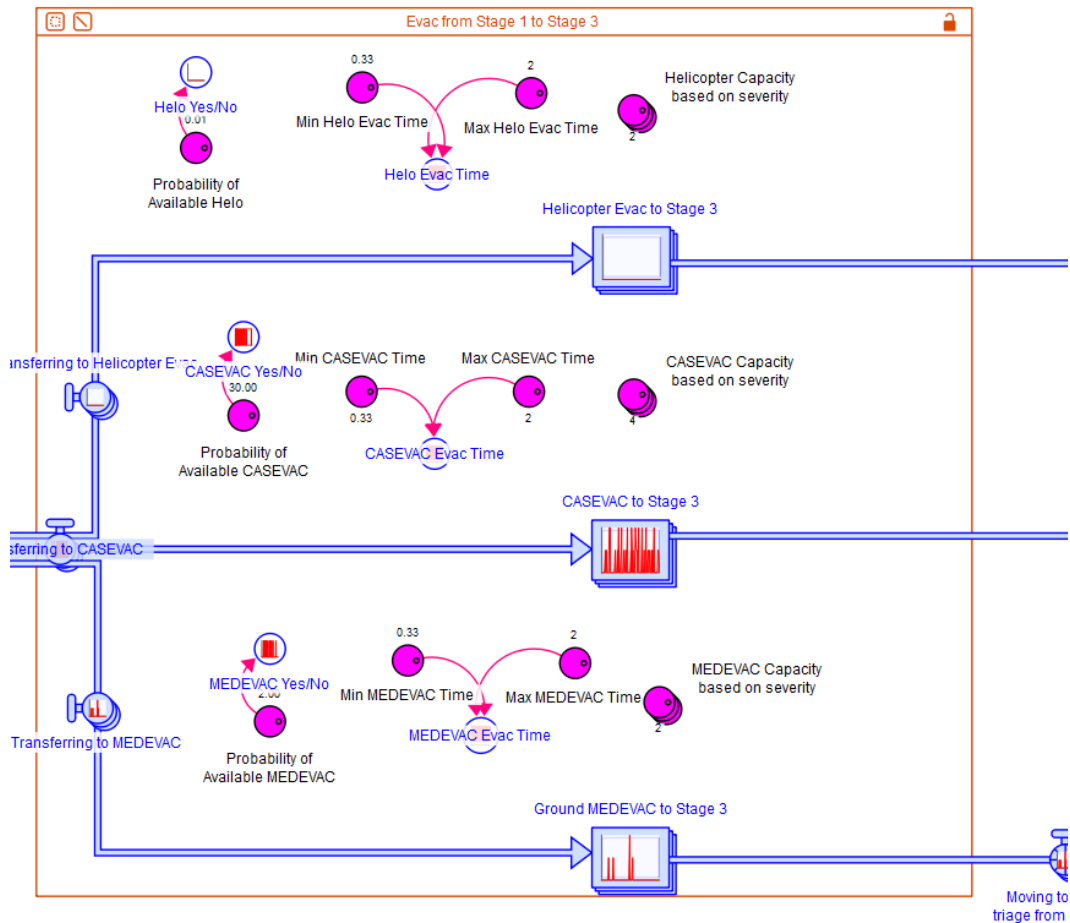 Evac from Stage 1 to Stage 3
Helo Yes/No
0.01
Probability of
Available Helo
0.33
Min Helo Evac Time
2
Max Helo Evac Time
Helo Evac Time
Helicopter Capacity
based on severity
2
Helicopter Evac to Stage 3
ansferring to Helicopter Evac
CASEVAC Yes/No
30.00
Probability of
Available CASEVAC
Min CASEVAC Time
0.33
Max CASEVAC Time
2
CASEVAC Evac Time
CASEVAC Capacity
based on severity
4
CASEVAC to Stage 3
sferring to CASEVAC
MEDEVAC Yes/No
2.00
Probability of
Available MEDEVAC
0.33
Min MEDEVAC Time
2
Max MEDEVAC Time
MEDEVAC Evac Time
MEDEVAC Capacity
based on severity
2
Transferring to MEDEVAC
Ground MEDEVAC to Stage 3
Moving to
triage from